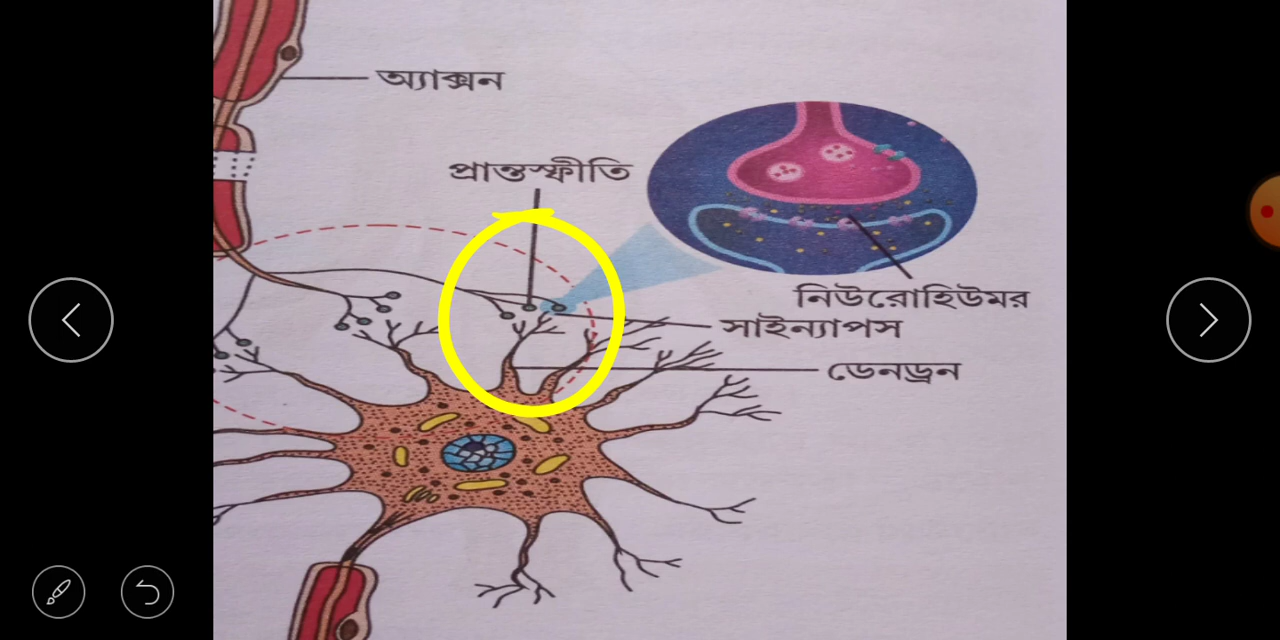 অ্যাক্সন
প্রান্তস্ফীতি
নিউরোহিউমর
সাইন্যাপস
ডেনড্রন